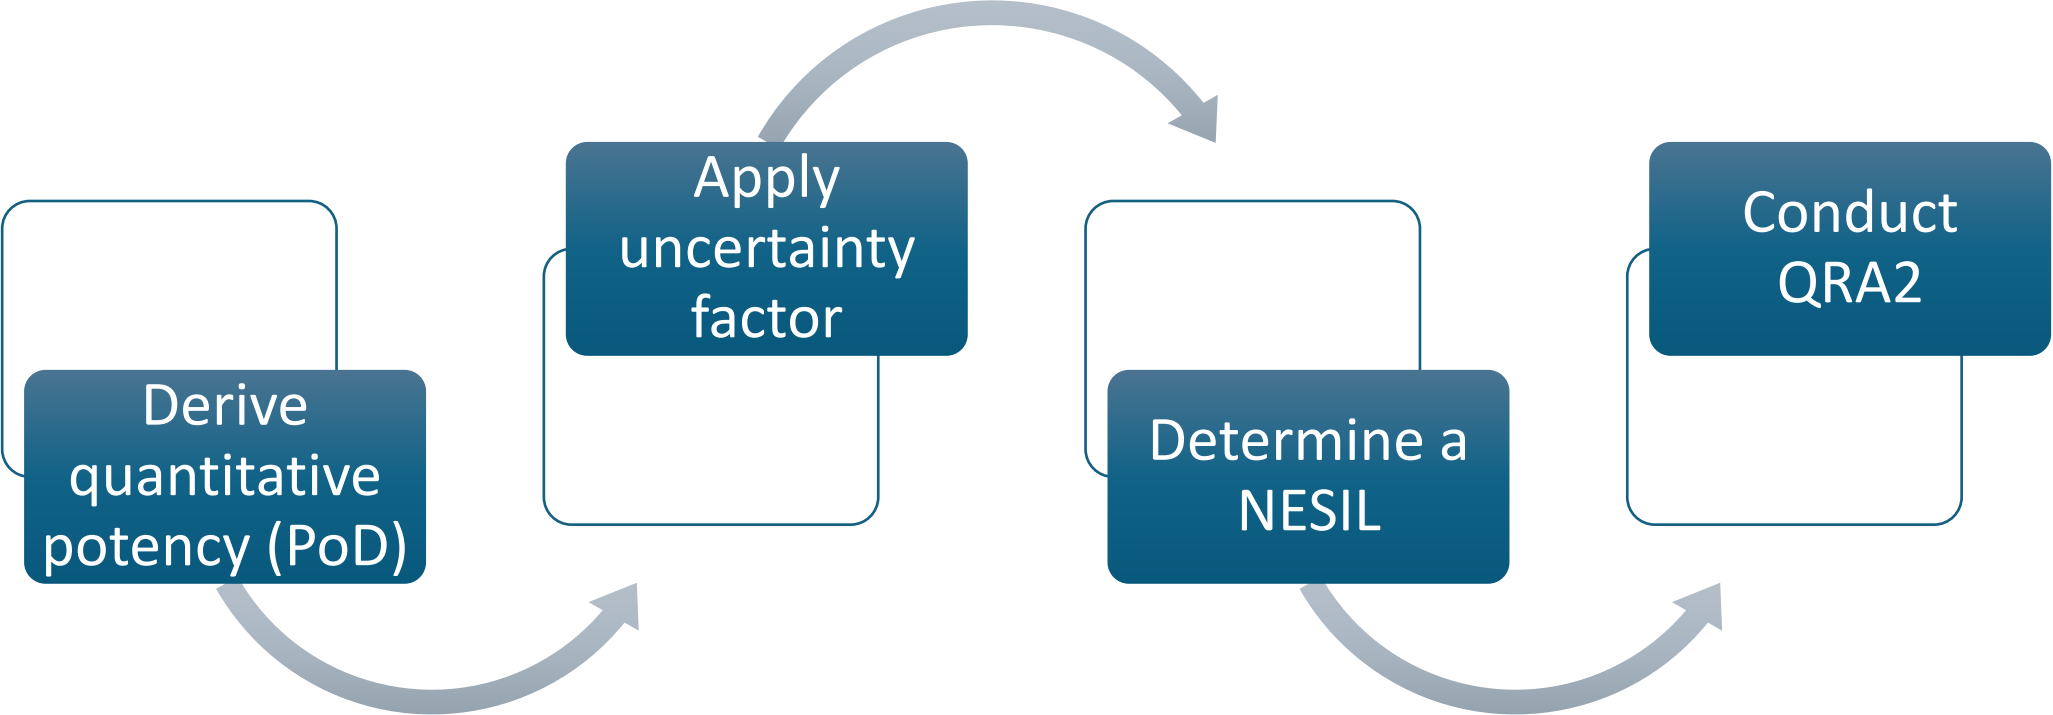 Derive
quantitative
potency (PoD)
Apply
uncertainty
factor
Determine a
NESIL
Conduct
QRA2